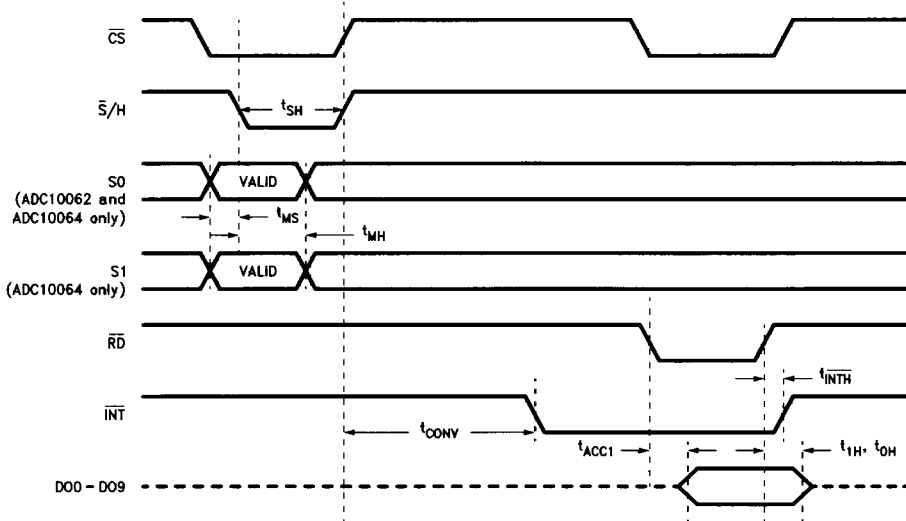 CS
S/H
tSH
S0
(ADC10062 and
ADC10064 only)
VALID
tMS
tMH
S1
(ADC10064 only)
VALID
RD
tINTH
INT
tCONV
tACC1
t1H, t0H
DO0 - DO9